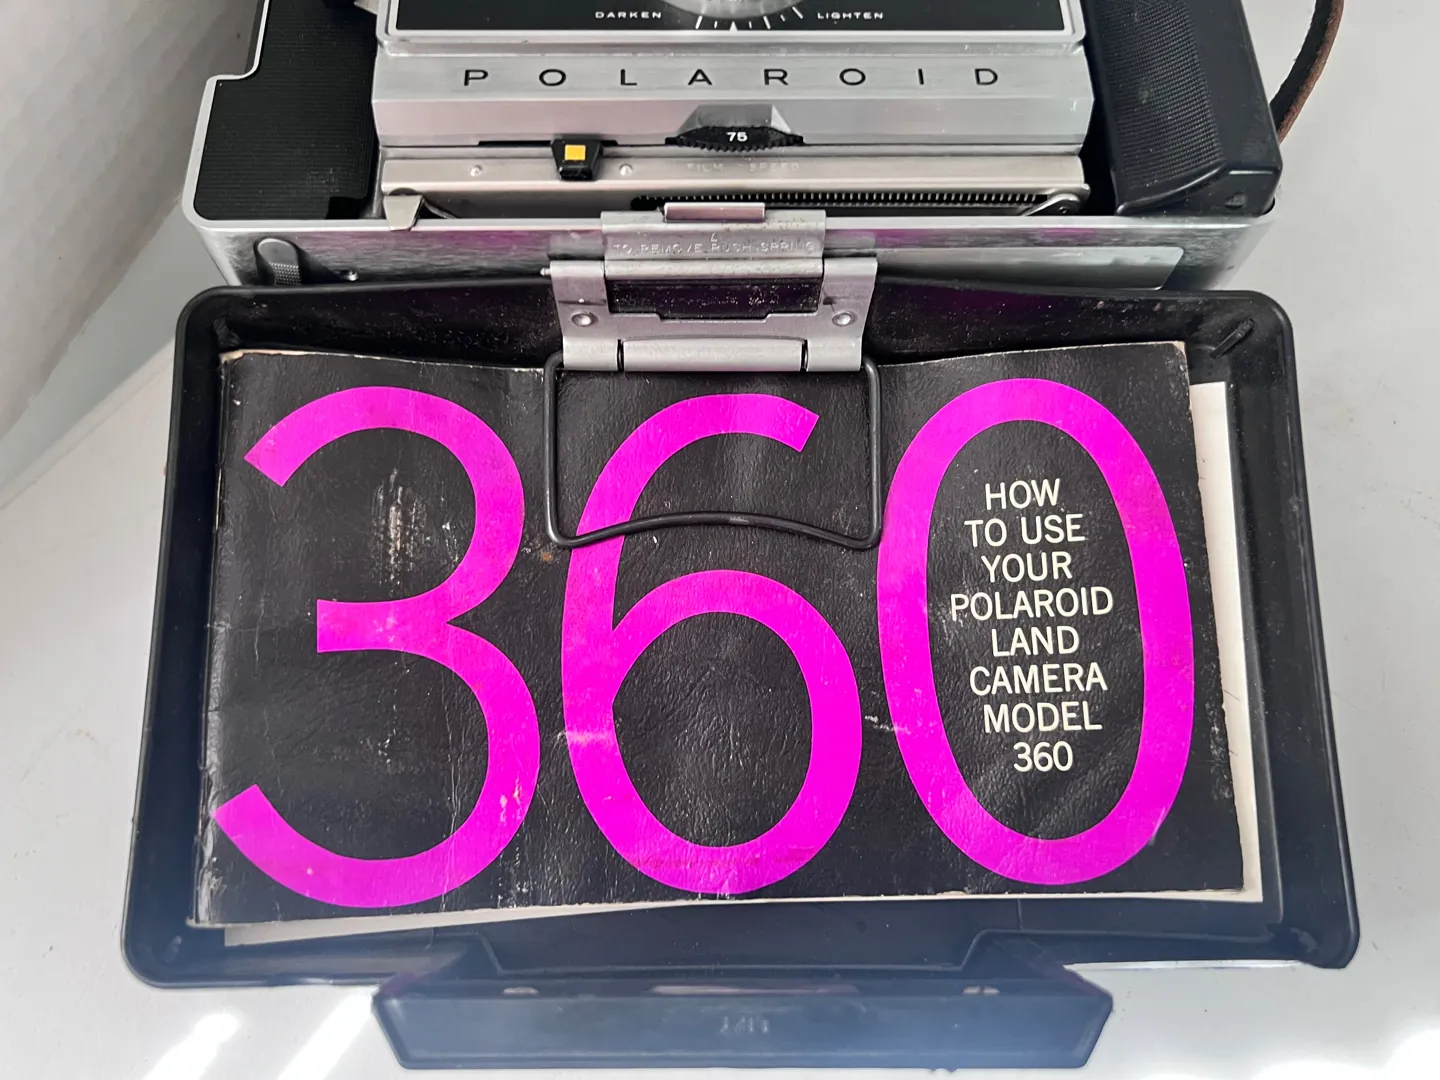 DARKEN LIGHTEN
POLAROID
75
FILM SPEED
TO REMOVE PUSH SPRING
360
HOW
TO USE
YOUR
POLAROID
LAND
CAMERA
MODEL
360